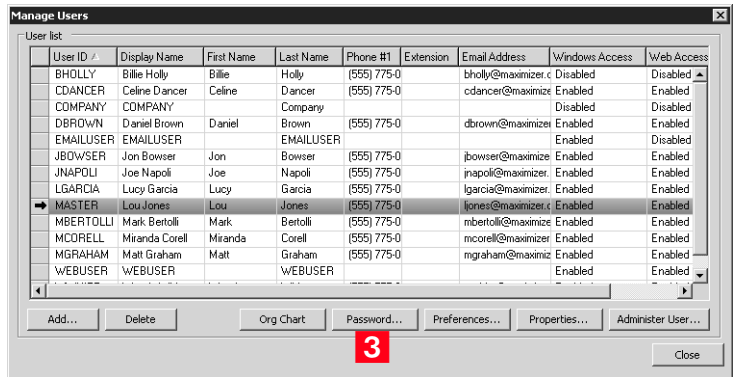 Manage Users
User list
User ID Display Name First Name Last Name Phone #1 Extension Email Address Windows Access Web Access
BHOLLY Billie Holly Billie Holly (555) 775-0 bholly@maximizer.c Disabled Disabled
CDANCER Celine Dancer Celine Dancer (555) 775-0 cdancer@maximize Enabled Enabled
COMPANY COMPANY Company Disabled Disabled
DBROWN Daniel Brown Daniel Brown (555) 775-0 dbrown@maximizer Enabled Enabled
EMAILUSER EMAILUSER EMAILUSER Enabled Disabled
JBOWSER Jon Bowser Jon Bowser (555) 775-0 jbowser@maximize Enabled Enabled
JNAPOLI Joe Napoli Joe Napoli (555) 775-0 jnapoli@maximizer. Enabled Enabled
LGARCIA Lucy Garcia Lucy Garcia (555) 775-0 lgarcia@maximizer. Enabled Enabled
MASTER Lou Jones Lou Jones (555) 775-0 ljones@maximizer.c Enabled Enabled
MBERTOLLI Mark Bertolli Mark Bertolli (555) 775-0 mbertolli@maximize Enabled Enabled
MCORELL Miranda Corell Miranda Corell (555) 775-0 mcorell@maximizer Enabled Enabled
MGRAHAM Matt Graham Matt Graham (555) 775-0 mgraham@maximiz Enabled Enabled
WEBUSER WEBUSER WEBUSER Enabled Enabled
Add... Delete Org Chart Password... Preferences... Properties... Administer User...
3
Close